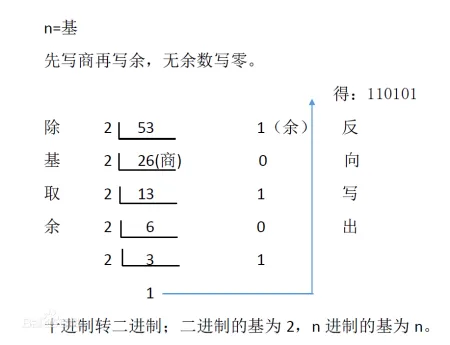 n=基
先写商再写余，无余数写零。
得：110101
除 2 53 1（余） 反
基 2 26(商) 0 向
取 2 13 1 写
余 2 6 0 出
2 3 1
1
十进制转二进制；二进制的基为 2，n 进制的基为 n。